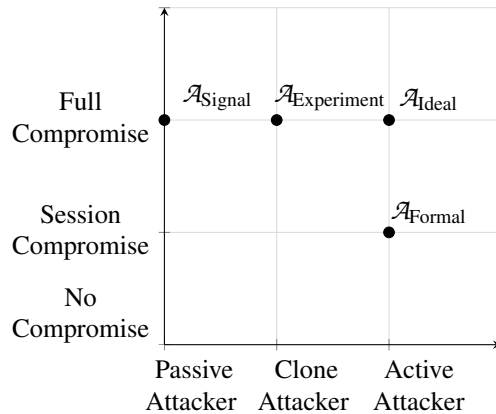 Full
Compromise
𝒜Signal
𝒜Experiment
𝒜Ideal
Session
Compromise
𝒜Formal
No
Compromise
Passive
Attacker
Clone
Attacker
Active
Attacker